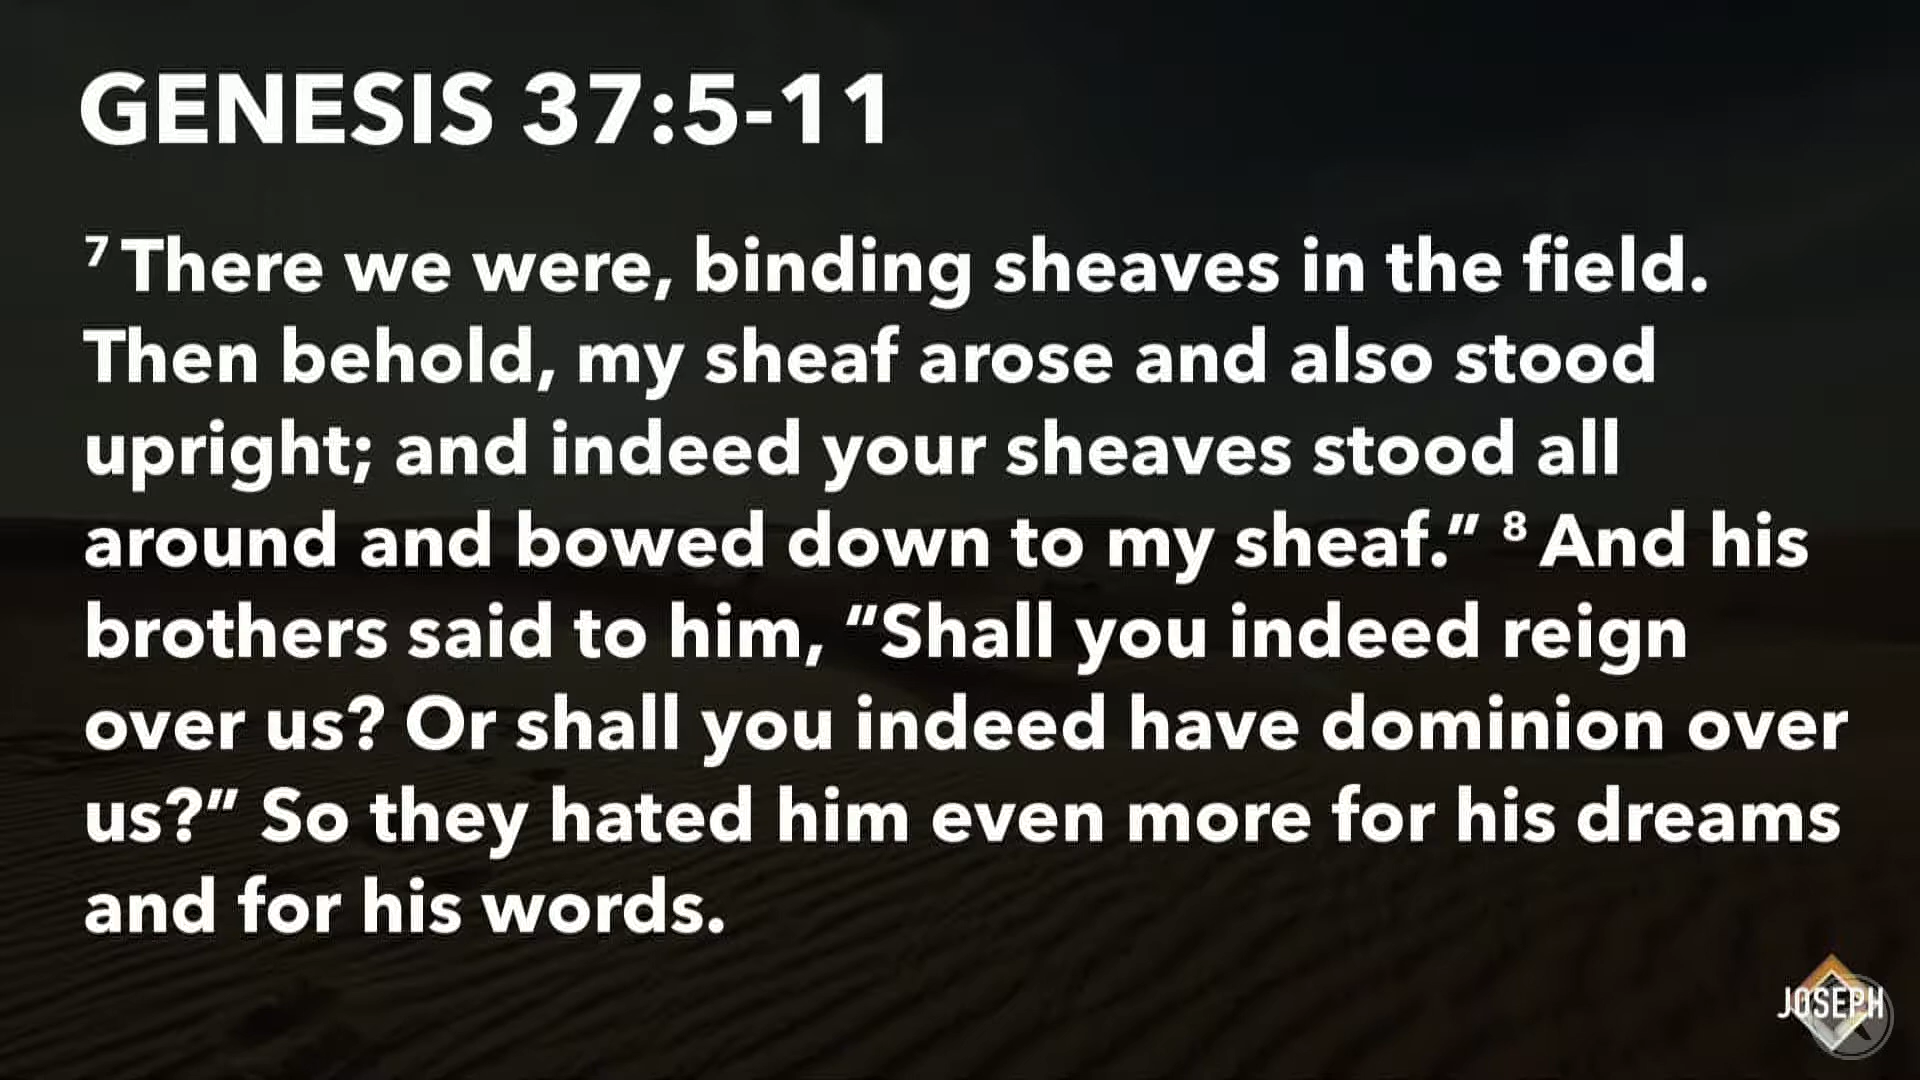 GENESIS 37:5-11
⁷ There we were, binding sheaves in the field.
Then behold, my sheaf arose and also stood
upright; and indeed your sheaves stood all
around and bowed down to my sheaf.” ⁸ And his
brothers said to him, “Shall you indeed reign
over us? Or shall you indeed have dominion over
us?” So they hated him even more for his dreams
and for his words.
JOSEPH